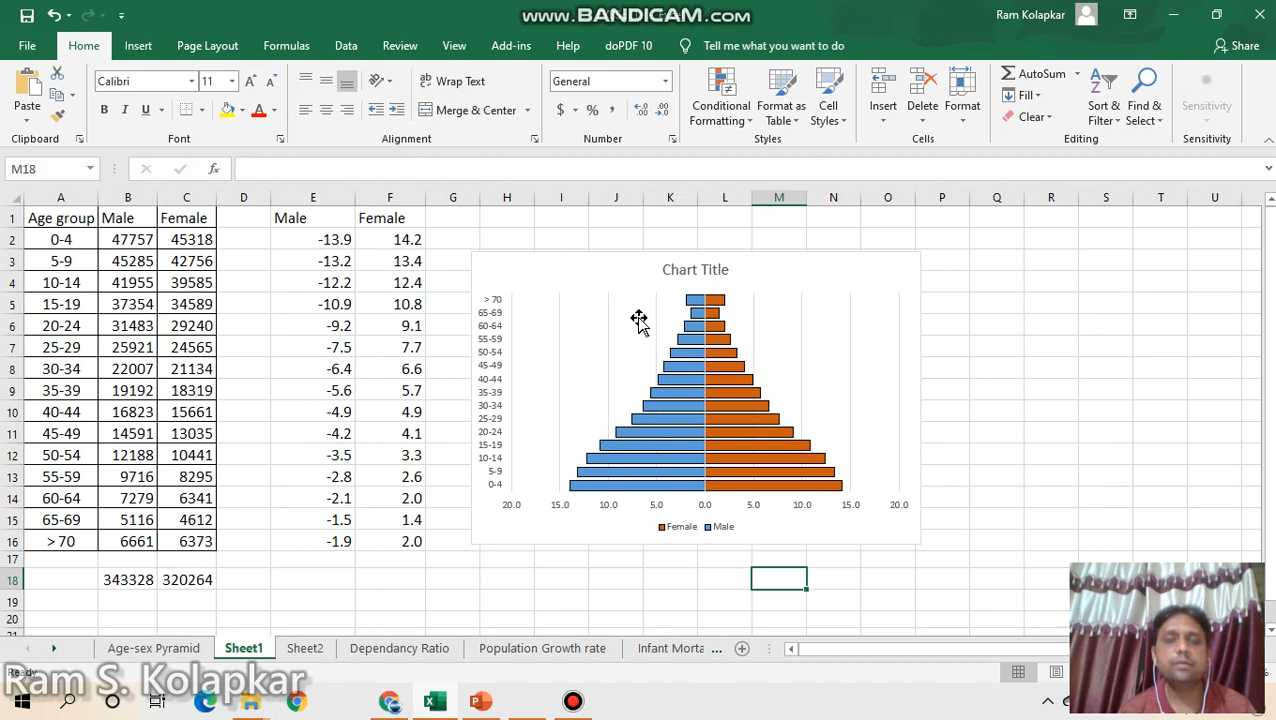 www.BANDICAM.com
Ram Kolapkar
File Home Insert Page Layout Formulas Data Review View Add-ins Help doPDF 10 Tell me what you want to do Share
Paste
Calibri 11 Wrap Text General
B I U Merge & Center $ %
Conditional Formatting Format as Table Cell Styles
Insert Delete Format
AutoSum
Fill
Clear
Sort & Filter Find & Select
Sensitivity
Clipboard Font Alignment Number Styles Cells Editing Sensitivity
M18 fx
A B C D E F G H I J K L M N O P Q R S T U
1 Age group Male Female Male Female
2 0-4 47757 45318 -13.9 14.2
3 5-9 45285 42756 -13.2 13.4
4 10-14 41955 39585 -12.2 12.4
5 15-19 37354 34589 -10.9 10.8
6 20-24 31483 29240 -9.2 9.1
7 25-29 25921 24565 -7.5 7.7
8 30-34 22007 21134 -6.4 6.6
9 35-39 19192 18319 -5.6 5.7
10 40-44 16823 15661 -4.9 4.9
11 45-49 14591 13035 -4.2 4.1
12 50-54 12188 10441 -3.5 3.3
13 55-59 9716 8295 -2.8 2.6
14 60-64 7279 6341 -2.1 2.0
15 65-69 5116 4612 -1.5 1.4
16 > 70 6661 6373 -1.9 2.0
17
18 343328 320264
19
20
Chart Title
> 70
65-69
60-64
55-59
50-54
45-49
40-44
35-39
30-34
25-29
20-24
15-19
10-14
5-9
0-4
20.0 15.0 10.0 5.0 0.0 5.0 10.0 15.0 20.0
Female Male
Age-sex Pyramid Sheet1 Sheet2 Dependancy Ratio Population Growth rate Infant Morta ...
Ready
Ram S. Kolapkar